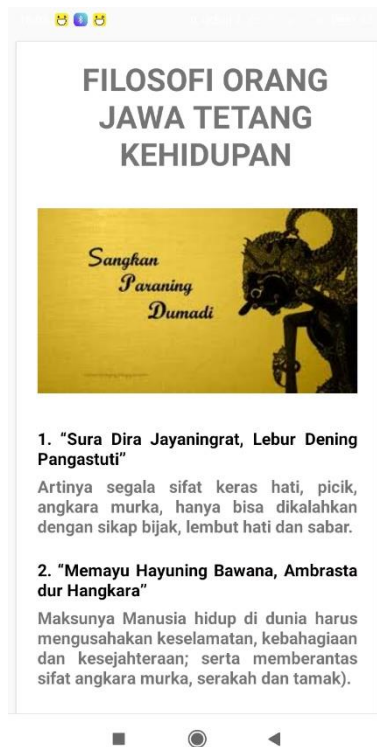 FILOSOFI ORANG
JAWA TETANG
KEHIDUPAN
Sangkan
Paraning
Dumadi
1. “Sura Dira Jayaningrat, Lebur Dening
Pangastuti”
Artinya segala sifat keras hati, picik,
angkara murka, hanya bisa dikalahkan
dengan sikap bijak, lembut hati dan sabar.
2. “Memayu Hayuning Bawana, Ambrasta
dur Hangkara”
Maksunya Manusia hidup di dunia harus
mengusahakan keselamatan, kebahagiaan
dan kesejahteraan; serta memberantas
sifat angkara murka, serakah dan tamak).